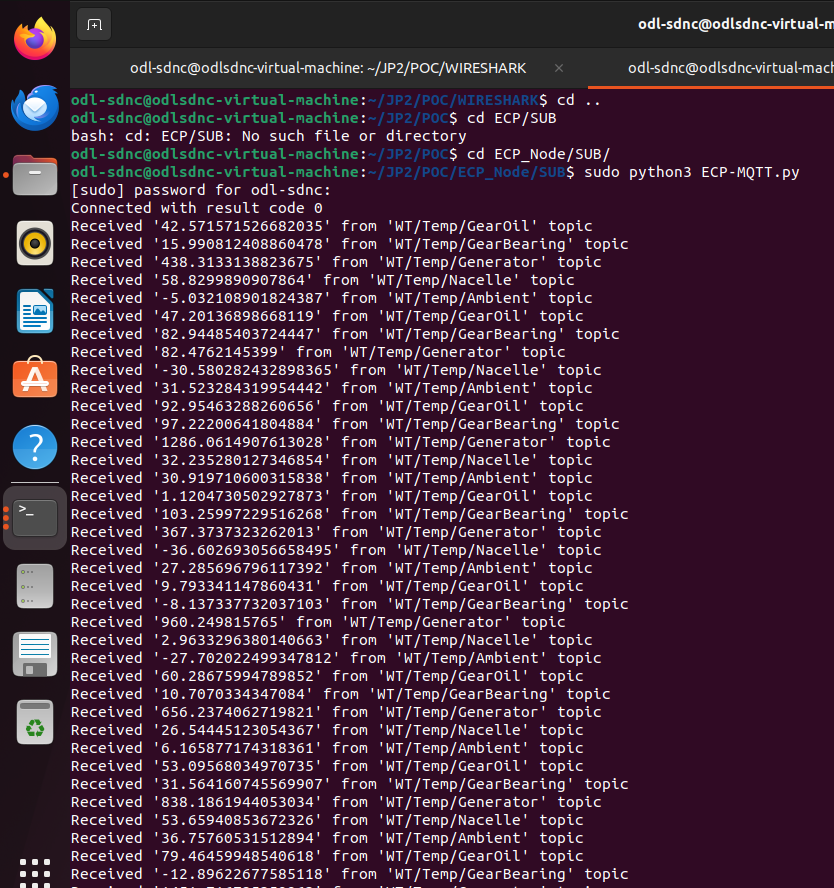 odl-sdnc@odlsdnc-virtual-m
odl-sdnc@odlsdnc-virtual-machine: ~/JP2/POC/WIRESHARK ×
odl-sdnc@odlsdnc-virtual-mach
odl-sdnc@odlsdnc-virtual-machine:~/JP2/POC/WIRESHARK$ cd ..
odl-sdnc@odlsdnc-virtual-machine:~/JP2/POC$ cd ECP/SUB
bash: cd: ECP/SUB: No such file or directory
odl-sdnc@odlsdnc-virtual-machine:~/JP2/POC$ cd ECP_Node/SUB/
odl-sdnc@odlsdnc-virtual-machine:~/JP2/POC/ECP_Node/SUB$ sudo python3 ECP-MQTT.py
[sudo] password for odl-sdnc:
Connected with result code 0
Received '42.571571526682035' from 'WT/Temp/GearOil' topic
Received '15.990812408860478' from 'WT/Temp/GearBearing' topic
Received '438.3133138823675' from 'WT/Temp/Generator' topic
Received '58.8299890907864' from 'WT/Temp/Nacelle' topic
Received '-5.032108901824387' from 'WT/Temp/Ambient' topic
Received '47.20136898668119' from 'WT/Temp/GearOil' topic
Received '82.94485403724447' from 'WT/Temp/GearBearing' topic
Received '82.4762145399' from 'WT/Temp/Generator' topic
Received '-30.580282432898365' from 'WT/Temp/Nacelle' topic
Received '31.523284319954442' from 'WT/Temp/Ambient' topic
Received '92.95463288260656' from 'WT/Temp/GearOil' topic
Received '97.22200641804884' from 'WT/Temp/GearBearing' topic
Received '1286.0614907613028' from 'WT/Temp/Generator' topic
Received '32.235280127346854' from 'WT/Temp/Nacelle' topic
Received '30.919710600315838' from 'WT/Temp/Ambient' topic
Received '1.1204730502927873' from 'WT/Temp/GearOil' topic
Received '103.25997229516268' from 'WT/Temp/GearBearing' topic
Received '367.3737323262013' from 'WT/Temp/Generator' topic
Received '-36.602693056658495' from 'WT/Temp/Nacelle' topic
Received '27.285696796117392' from 'WT/Temp/Ambient' topic
Received '9.793341147860431' from 'WT/Temp/GearOil' topic
Received '-8.137337732037103' from 'WT/Temp/GearBearing' topic
Received '960.249815765' from 'WT/Temp/Generator' topic
Received '2.9633296380140663' from 'WT/Temp/Nacelle' topic
Received '-27.702022499347812' from 'WT/Temp/Ambient' topic
Received '60.28675994789852' from 'WT/Temp/GearOil' topic
Received '10.7070334347084' from 'WT/Temp/GearBearing' topic
Received '656.2374062719821' from 'WT/Temp/Generator' topic
Received '26.54445123054367' from 'WT/Temp/Nacelle' topic
Received '6.165877174318361' from 'WT/Temp/Ambient' topic
Received '53.09568034970735' from 'WT/Temp/GearOil' topic
Received '31.564160745569907' from 'WT/Temp/GearBearing' topic
Received '838.1861944053034' from 'WT/Temp/Generator' topic
Received '53.65940853672326' from 'WT/Temp/Nacelle' topic
Received '36.75760531512894' from 'WT/Temp/Ambient' topic
Received '79.46459948540618' from 'WT/Temp/GearOil' topic
Received '-12.89622677585118' from 'WT/Temp/GearBearing' topic